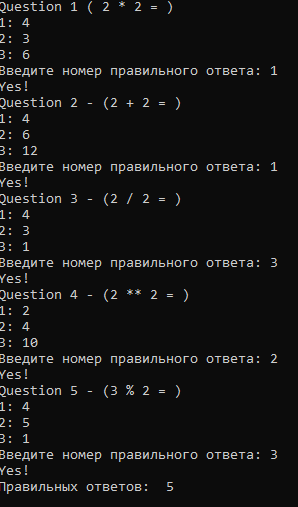 Question 1 ( 2 * 2 = )
1: 4
2: 3
3: 6
Введите номер правильного ответа: 1
Yes!
Question 2 - (2 + 2 = )
1: 4
2: 6
3: 12
Введите номер правильного ответа: 1
Yes!
Question 3 - (2 / 2 = )
1: 4
2: 3
3: 1
Введите номер правильного ответа: 3
Yes!
Question 4 - (2 ** 2 = )
1: 2
2: 4
3: 10
Введите номер правильного ответа: 2
Yes!
Question 5 - (3 % 2 = )
1: 4
2: 5
3: 1
Введите номер правильного ответа: 3
Yes!
Правильных ответов:  5